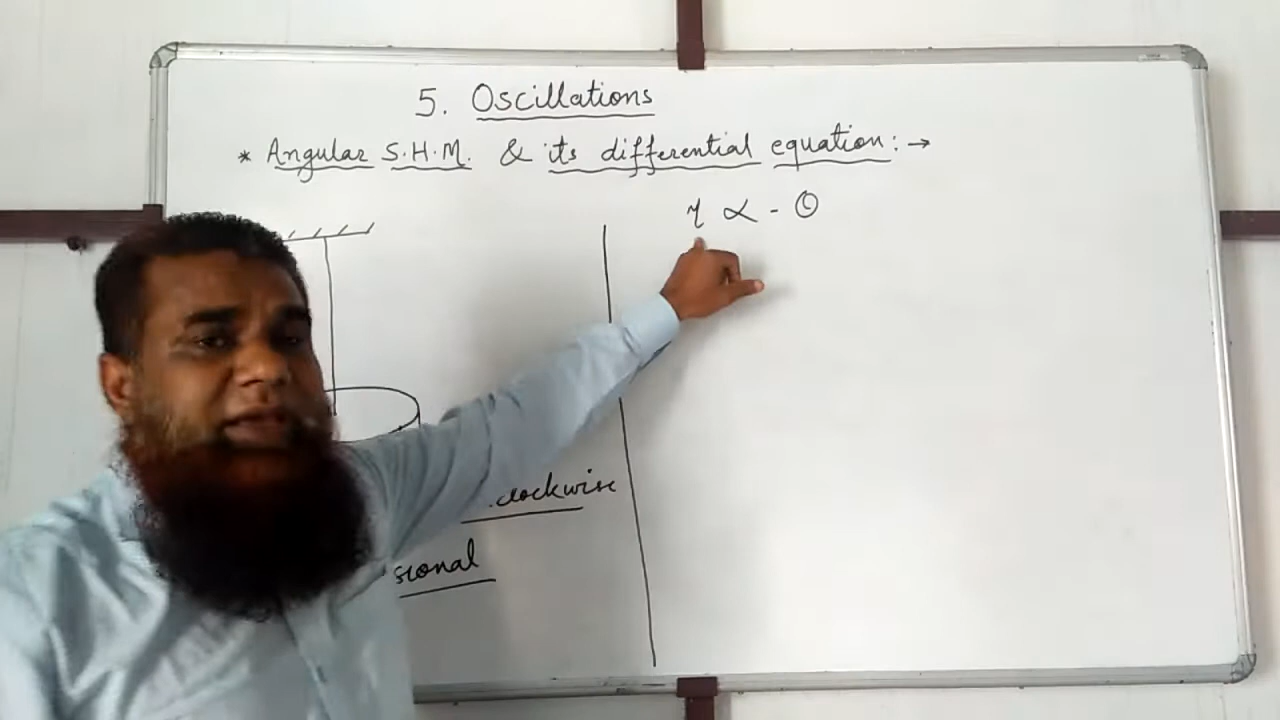 5. Oscillations
* Angular S.H.M. & its differential equation:→
τ ∝ - θ
clockwise
sional